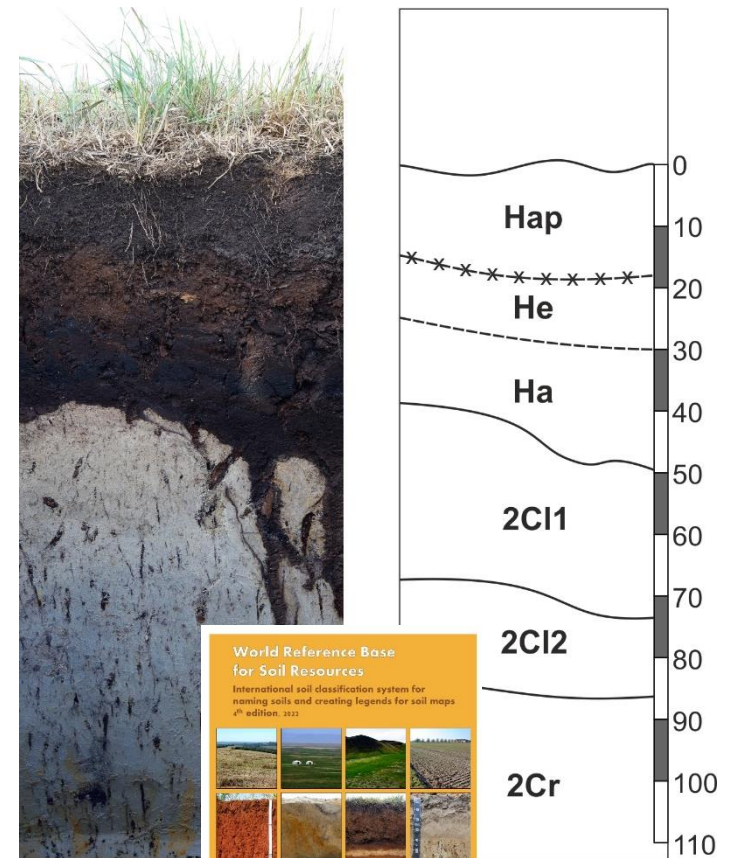 0
Hap
10
20
He
30
Ha
40
50
2Cl1
60
70
2Cl2
80
90
2Cr
100
110
World Reference Base
for Soil Resources
International soil classification system for
naming soils and creating legends for soil maps
4th edition, 2022